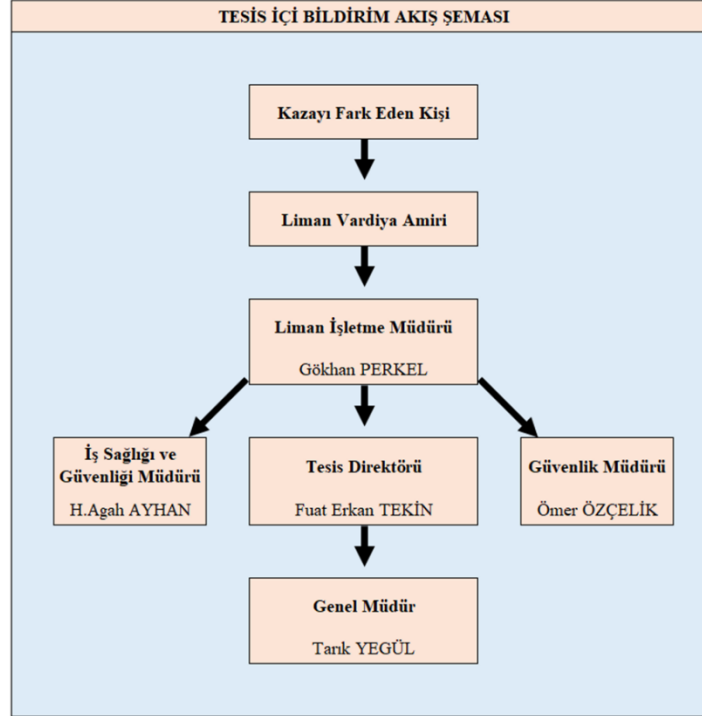 TESİS İÇİ BİLDİRİM AKIŞ ŞEMASI
Kazayı Fark Eden Kişi
Liman Vardiya Amiri
Liman İşletme Müdürü
Gökhan PERKEL
İş Sağlığı ve
Güvenliği Müdürü
H.Agah AYHAN
Tesis Direktörü
Fuat Erkan TEKİN
Güvenlik Müdürü
Ömer ÖZÇELİK
Genel Müdür
Tarık YEGÜL